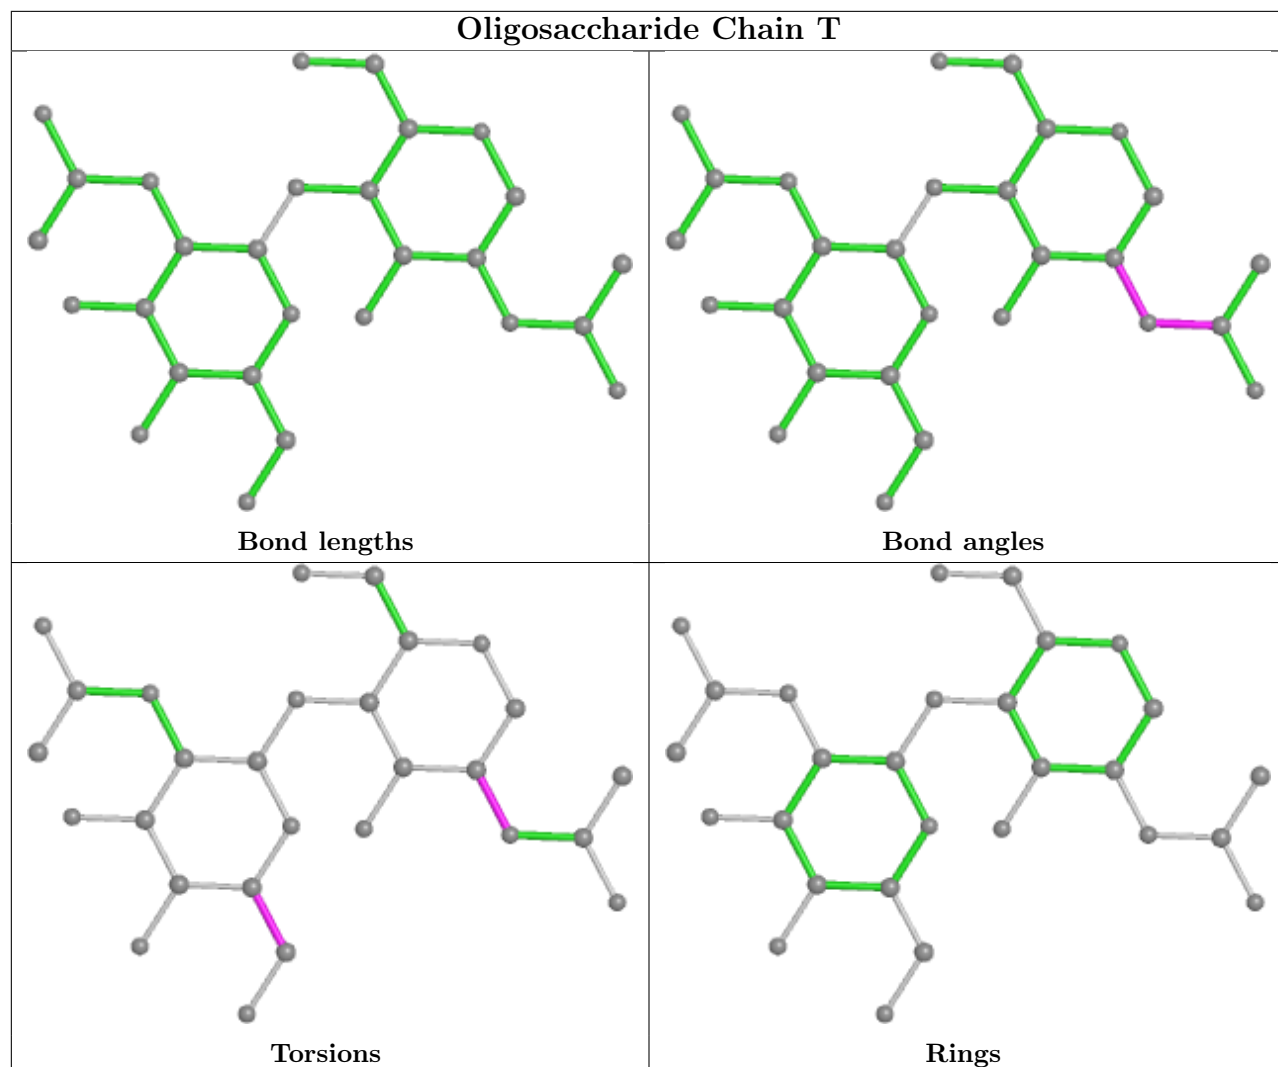 Oligosaccharide Chain T
Bond lengths
Bond angles
Torsions
Rings